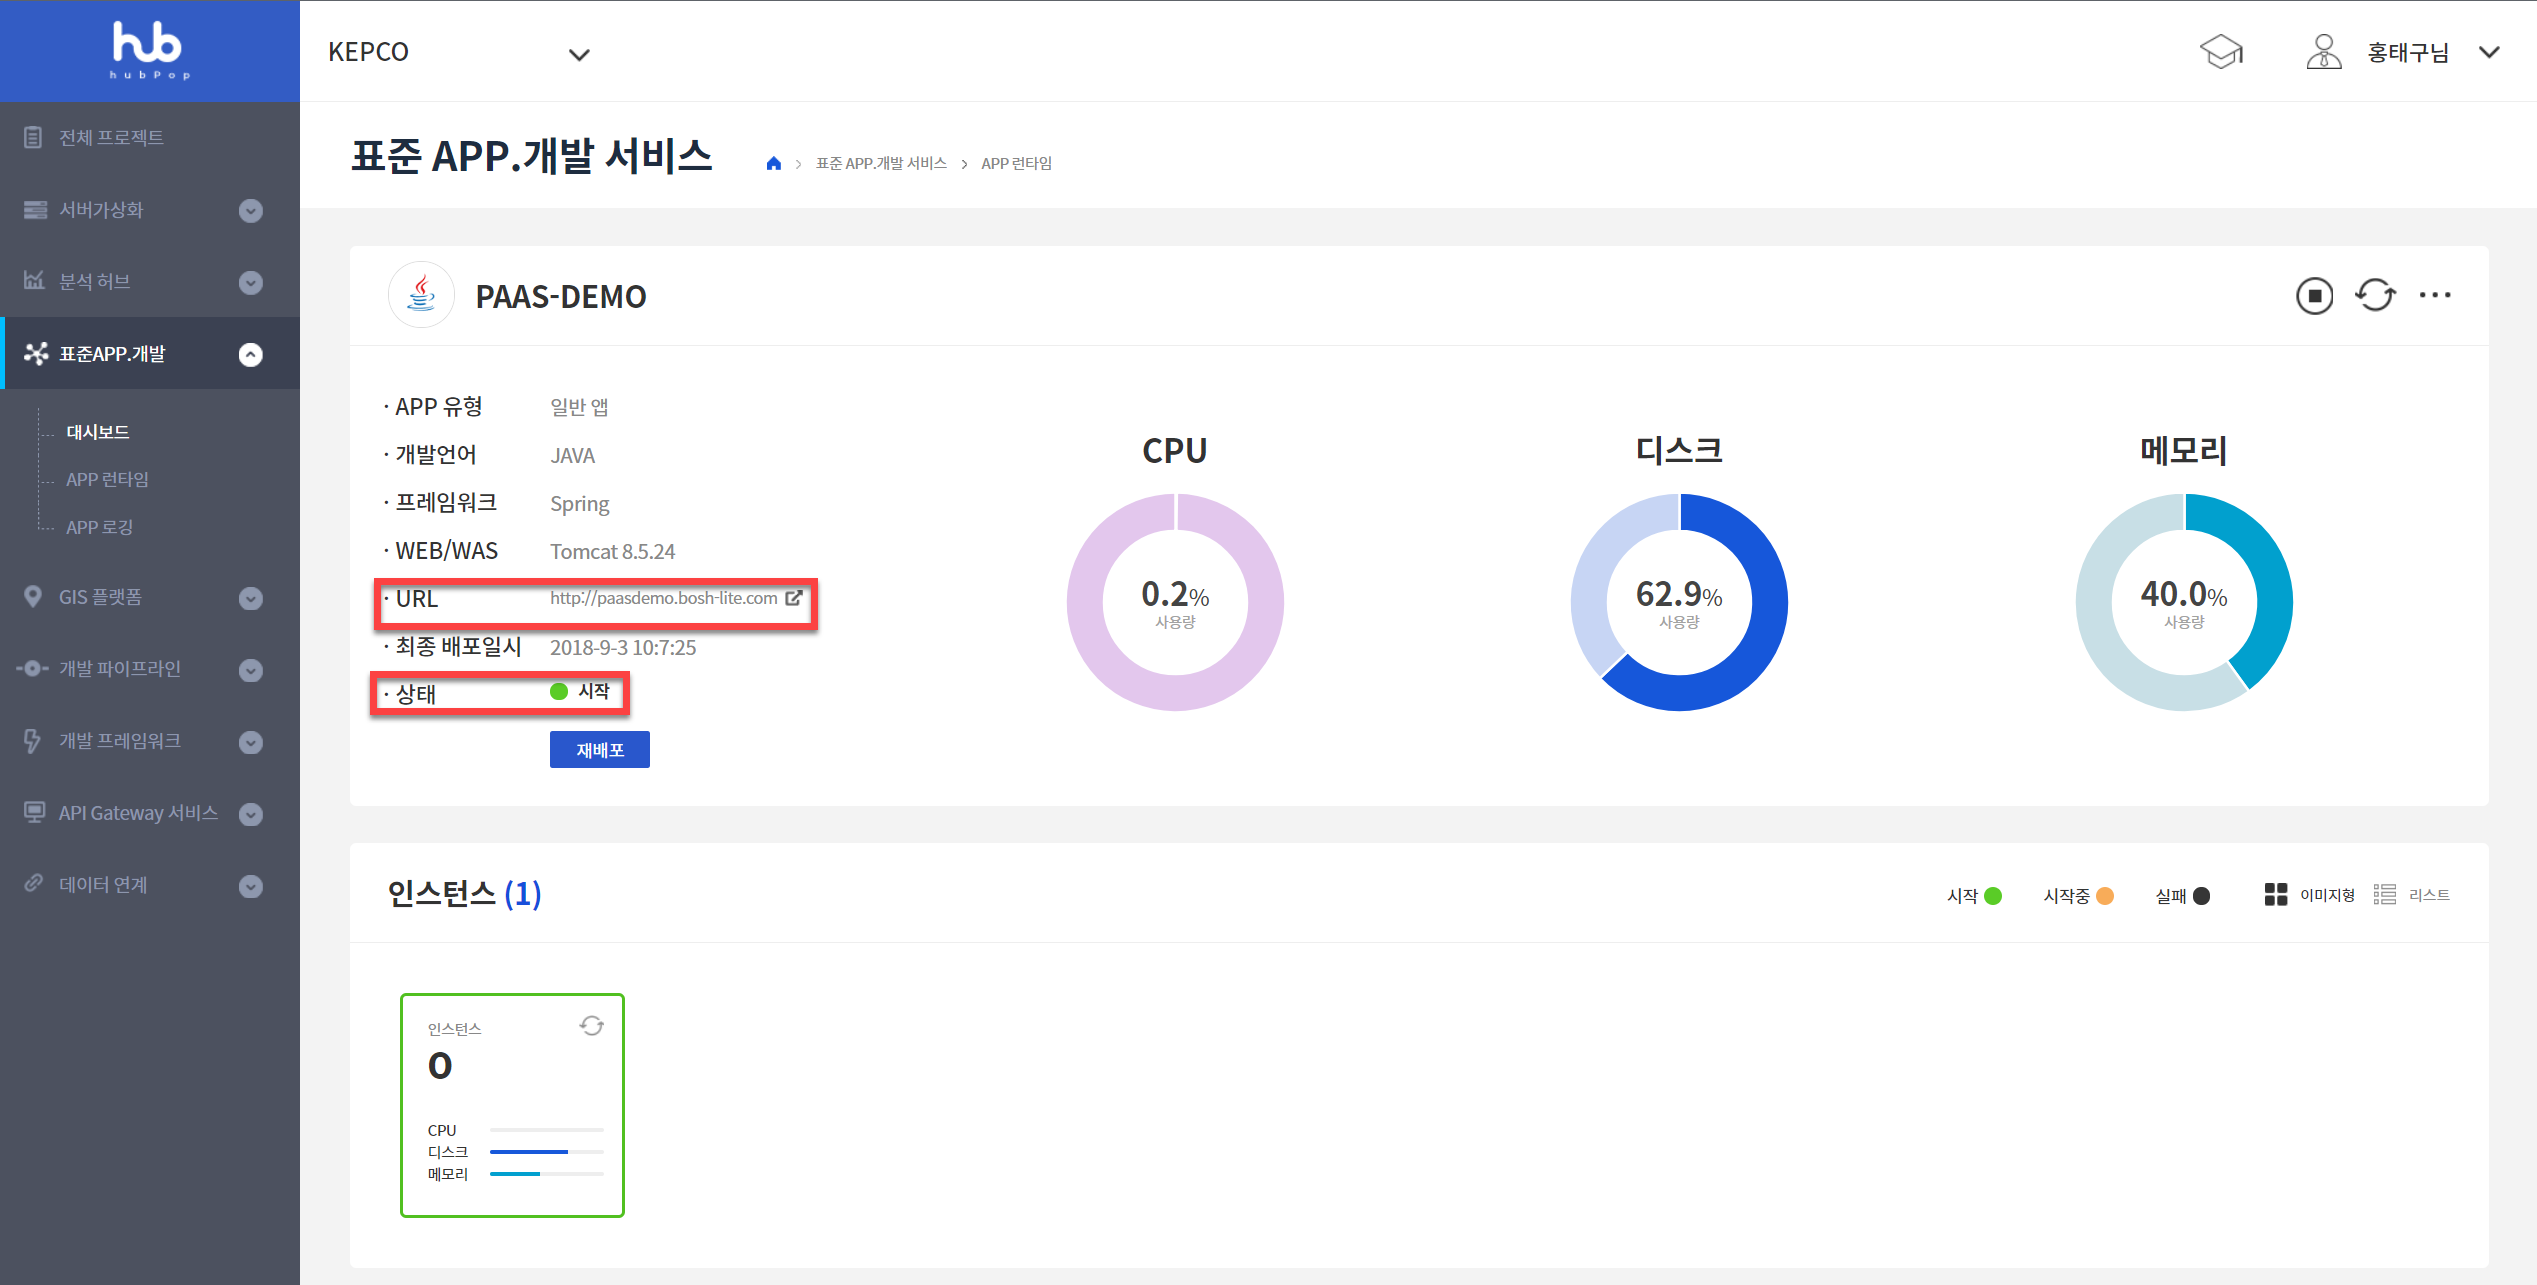 hub
hubPop
KEPCO
홍태구님
전체 프로젝트
서버가상화
분석 허브
표준APP.개발
대시보드
APP 런타임
APP 로깅
GIS 플랫폼
개발 파이프라인
개발 프레임워크
API Gateway 서비스
데이터 연계
표준 APP.개발 서비스
> 표준 APP.개발 서비스 > APP 런타임
PAAS-DEMO
· APP 유형 일반 앱
· 개발언어 JAVA
· 프레임워크 Spring
· WEB/WAS Tomcat 8.5.24
· URL http://paasdemo.bosh-lite.com
· 최종 배포일시 2018-9-3 10:7:25
· 상태 시작
재배포
CPU
0.2%
사용량
디스크
62.9%
사용량
메모리
40.0%
사용량
인스턴스 (1)
시작 시작중 실패 이미지형 리스트
인스턴스
0
CPU
디스크
메모리